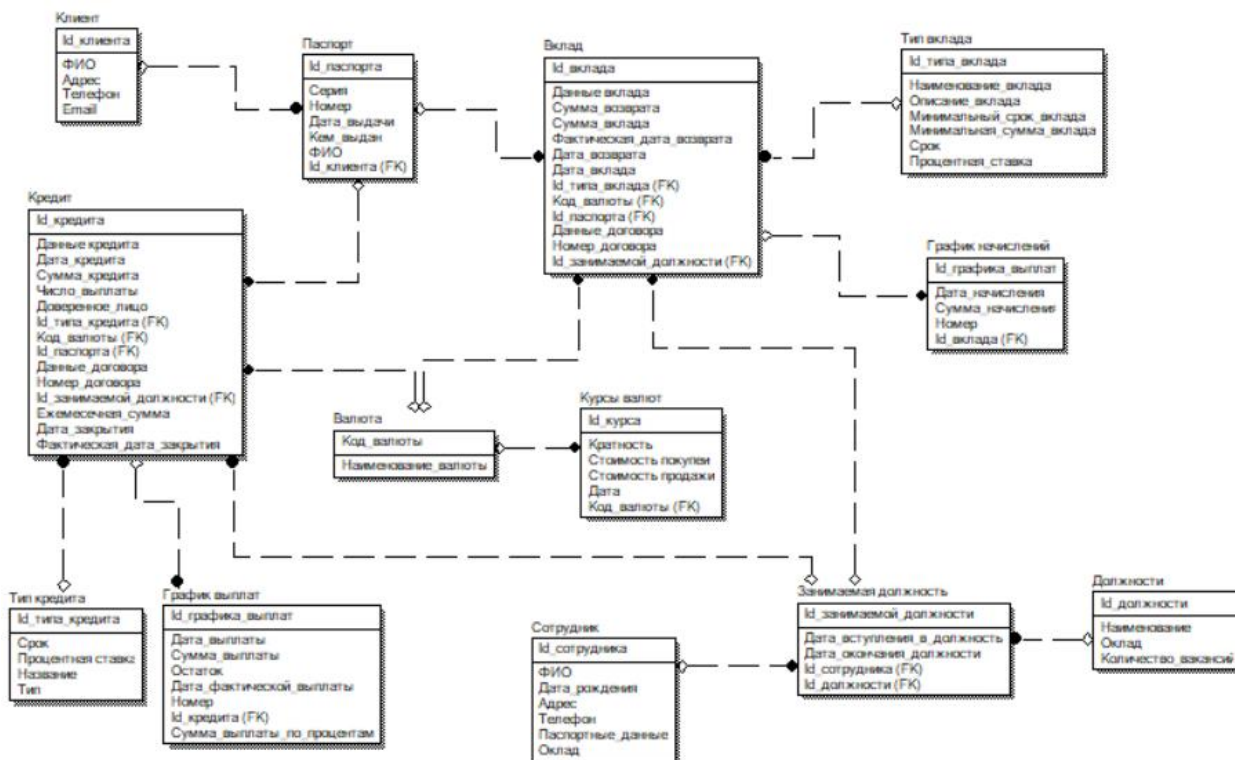 Клиент
Id_клиента
ФИО
Адрес
Телефон
Email
Паспорт
Id_паспорта
Серия
Номер
Дата_выдачи
Кем_выдан
ФИО
Id_клиента (FK)
Вклад
Id_вклада
Данные вклада
Сумма_возврата
Сумма_вклада
Фактическая_дата_возврата
Дата_возврата
Дата_вклада
Id_типа_вклада (FK)
Код_валюты (FK)
Id_паспорта (FK)
Данные_договора
Номер_договора
Id_занимаемой_должности (FK)
Тип вклада
Id_типа_вклада
Наименование_вклада
Описание_вклада
Минимальный_срок_вклада
Минимальная_сумма_вклада
Срок
Процентная_ставка
Кредит
Id_кредита
Данные кредита
Дата_кредита
Сумма_кредита
Число_выплаты
Доверенное_лицо
Id_типа_кредита (FK)
Код_валюты (FK)
Id_паспорта (FK)
Данные_договора
Номер_договора
Id_занимаемой_должности (FK)
Ежемесечная_сумма
Дата_закрытия
Фактическая_дата_закрытия
График начислений
Id_графика_выплат
Дата_начисления
Сумма_начисления
Номер
Id_вклада (FK)
Валюта
Код_валюты
Наименование_валюты
Курсы валют
Id_курса
Кратность
Стоимость покупеи
Стоимость продажи
Дата
Код_валюты (FK)
Тип кредита
Id_типа_кредита
Срок
Процентная ставка
Название
Тип
График выплат
Id_графика_выплат
Дата_выплаты
Сумма_выплаты
Остаток
Дата_фактической_выплаты
Номер
Id_кредита (FK)
Сумма_выплаты_по_процентам
Сотрудник
Id_сотрудника
ФИО
Дата_рождения
Адрес
Телефон
Паспортные_данные
Оклад
Занимаемая должность
Id_занимаемой_должности
Дата_вступления_в_должность
Дата_окончания_должности
Id_сотрудника (FK)
Id_должности (FK)
Должности
Id_должности
Наименование
Оклад
Количество_вакансий